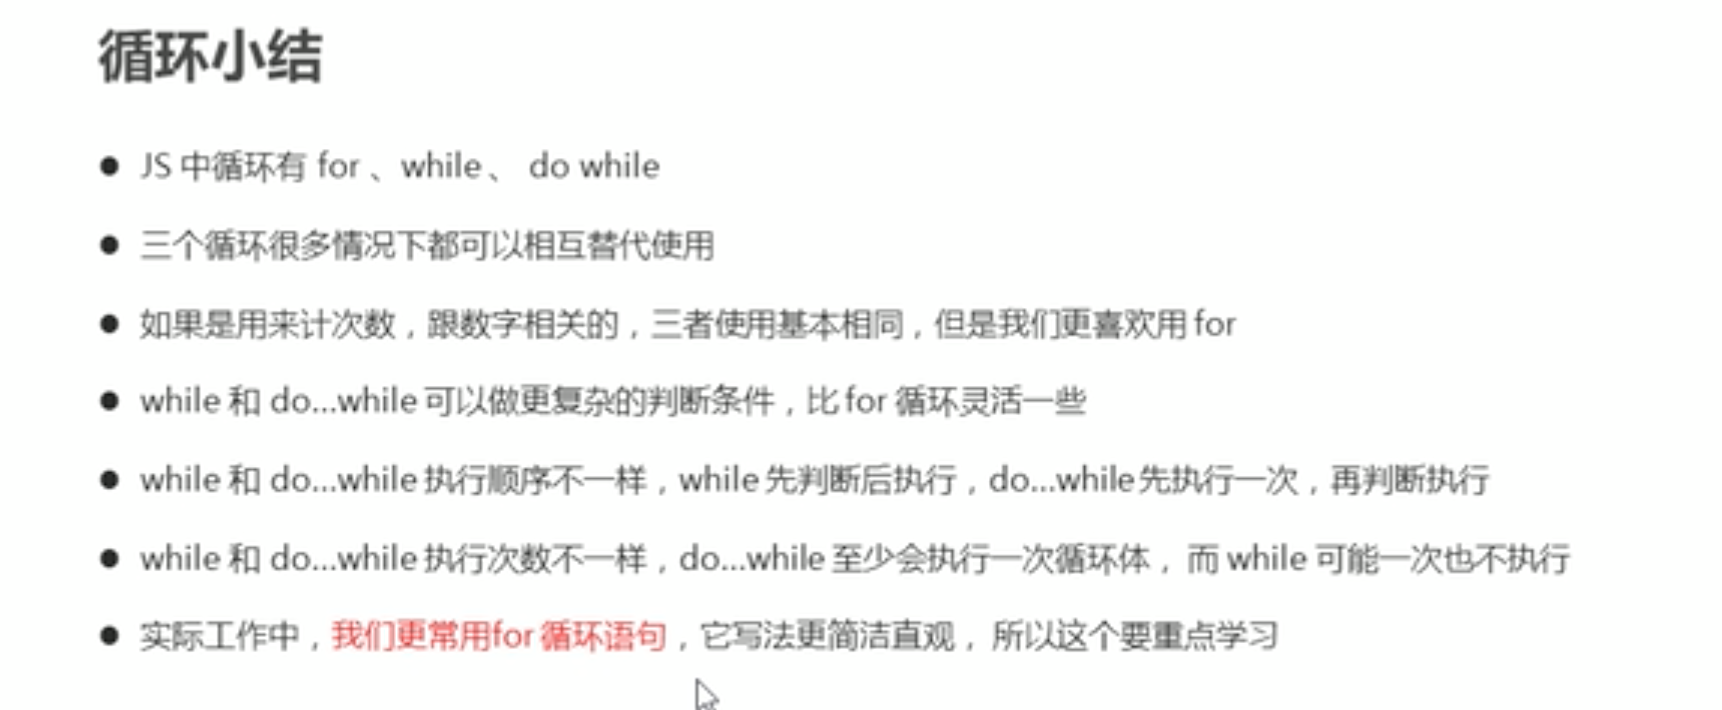 循环小结
● JS 中循环有 for 、while 、 do while
● 三个循环很多情况下都可以相互替代使用
● 如果是用来计次数，跟数字相关的，三者使用基本相同，但是我们更喜欢用 for
● while 和 do...while 可以做更复杂的判断条件，比 for 循环灵活一些
● while 和 do...while 执行顺序不一样，while 先判断后执行，do...while 先执行一次，再判断执行
● while 和 do...while 执行次数不一样，do...while 至少会执行一次循环体， 而 while 可能一次也不执行
● 实际工作中，我们更常用for 循环语句，它写法更简洁直观， 所以这个要重点学习